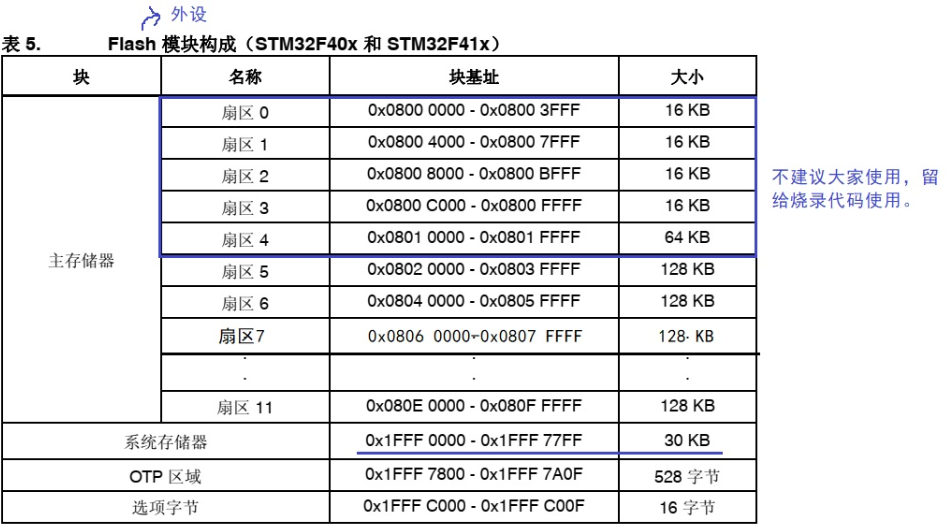 外设
表 5. Flash 模块构成（STM32F40x 和 STM32F41x）
块 名称 块基址 大小
主存储器
扇区 0 0x0800 0000 - 0x0800 3FFF 16 KB
扇区 1 0x0800 4000 - 0x0800 7FFF 16 KB
扇区 2 0x0800 8000 - 0x0800 BFFF 16 KB
扇区 3 0x0800 C000 - 0x0800 FFFF 16 KB
扇区 4 0x0801 0000 - 0x0801 FFFF 64 KB
不建议大家使用，留
给烧录代码使用。
扇区 5 0x0802 0000 - 0x0803 FFFF 128 KB
扇区 6 0x0804 0000 - 0x0805 FFFF 128 KB
扇区7 0x0806 0000-0x0807 FFFF 128 KB
. . .
. . .
扇区 11 0x080E 0000 - 0x080F FFFF 128 KB
系统存储器 0x1FFF 0000 - 0x1FFF 77FF 30 KB
OTP 区域 0x1FFF 7800 - 0x1FFF 7A0F 528 字节
选项字节 0x1FFF C000 - 0x1FFF C00F 16 字节